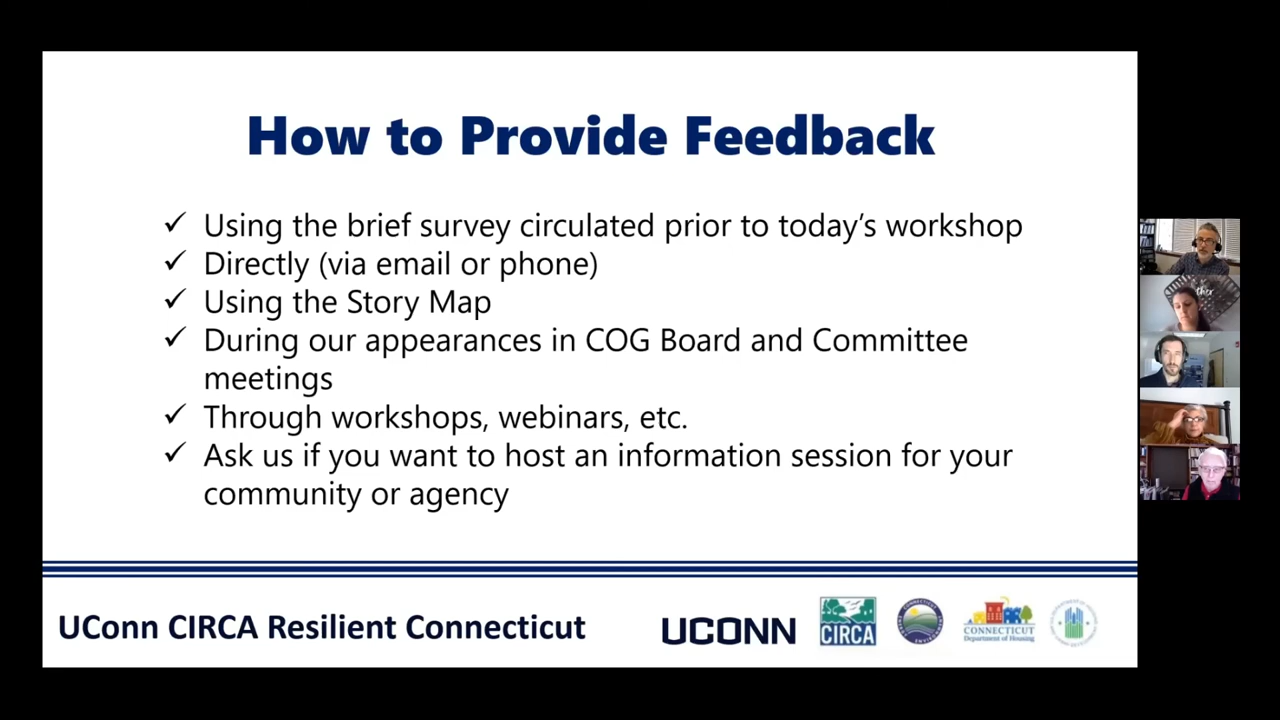 How to Provide Feedback
✓ Using the brief survey circulated prior to today's workshop
✓ Directly (via email or phone)
✓ Using the Story Map
✓ During our appearances in COG Board and Committee
meetings
✓ Through workshops, webinars, etc.
✓ Ask us if you want to host an information session for your
community or agency
UConn CIRCA Resilient Connecticut
UCONN
CIRCA
CONNECTICUT
Department of Housing